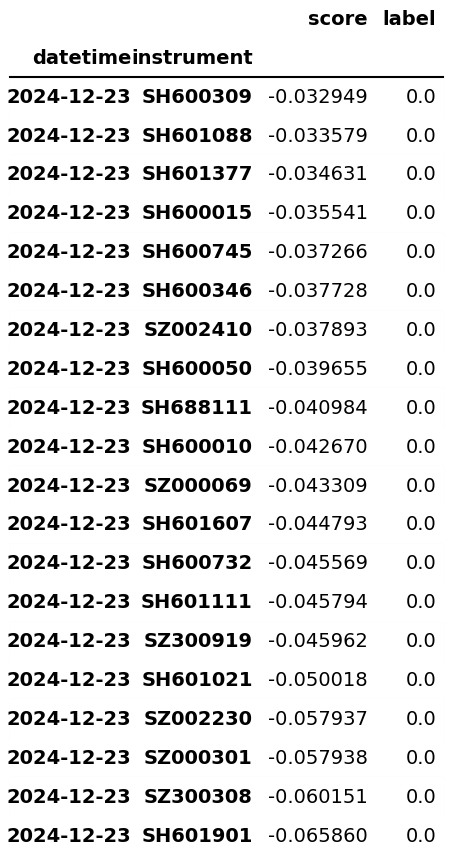 score label
datetime instrument
2024-12-23 SH600309 -0.032949 0.0
2024-12-23 SH601088 -0.033579 0.0
2024-12-23 SH601377 -0.034631 0.0
2024-12-23 SH600015 -0.035541 0.0
2024-12-23 SH600745 -0.037266 0.0
2024-12-23 SH600346 -0.037728 0.0
2024-12-23 SZ002410 -0.037893 0.0
2024-12-23 SH600050 -0.039655 0.0
2024-12-23 SH688111 -0.040984 0.0
2024-12-23 SH600010 -0.042670 0.0
2024-12-23 SZ000069 -0.043309 0.0
2024-12-23 SH601607 -0.044793 0.0
2024-12-23 SH600732 -0.045569 0.0
2024-12-23 SH601111 -0.045794 0.0
2024-12-23 SZ300919 -0.045962 0.0
2024-12-23 SH601021 -0.050018 0.0
2024-12-23 SZ002230 -0.057937 0.0
2024-12-23 SZ000301 -0.057938 0.0
2024-12-23 SZ300308 -0.060151 0.0
2024-12-23 SH601901 -0.065860 0.0